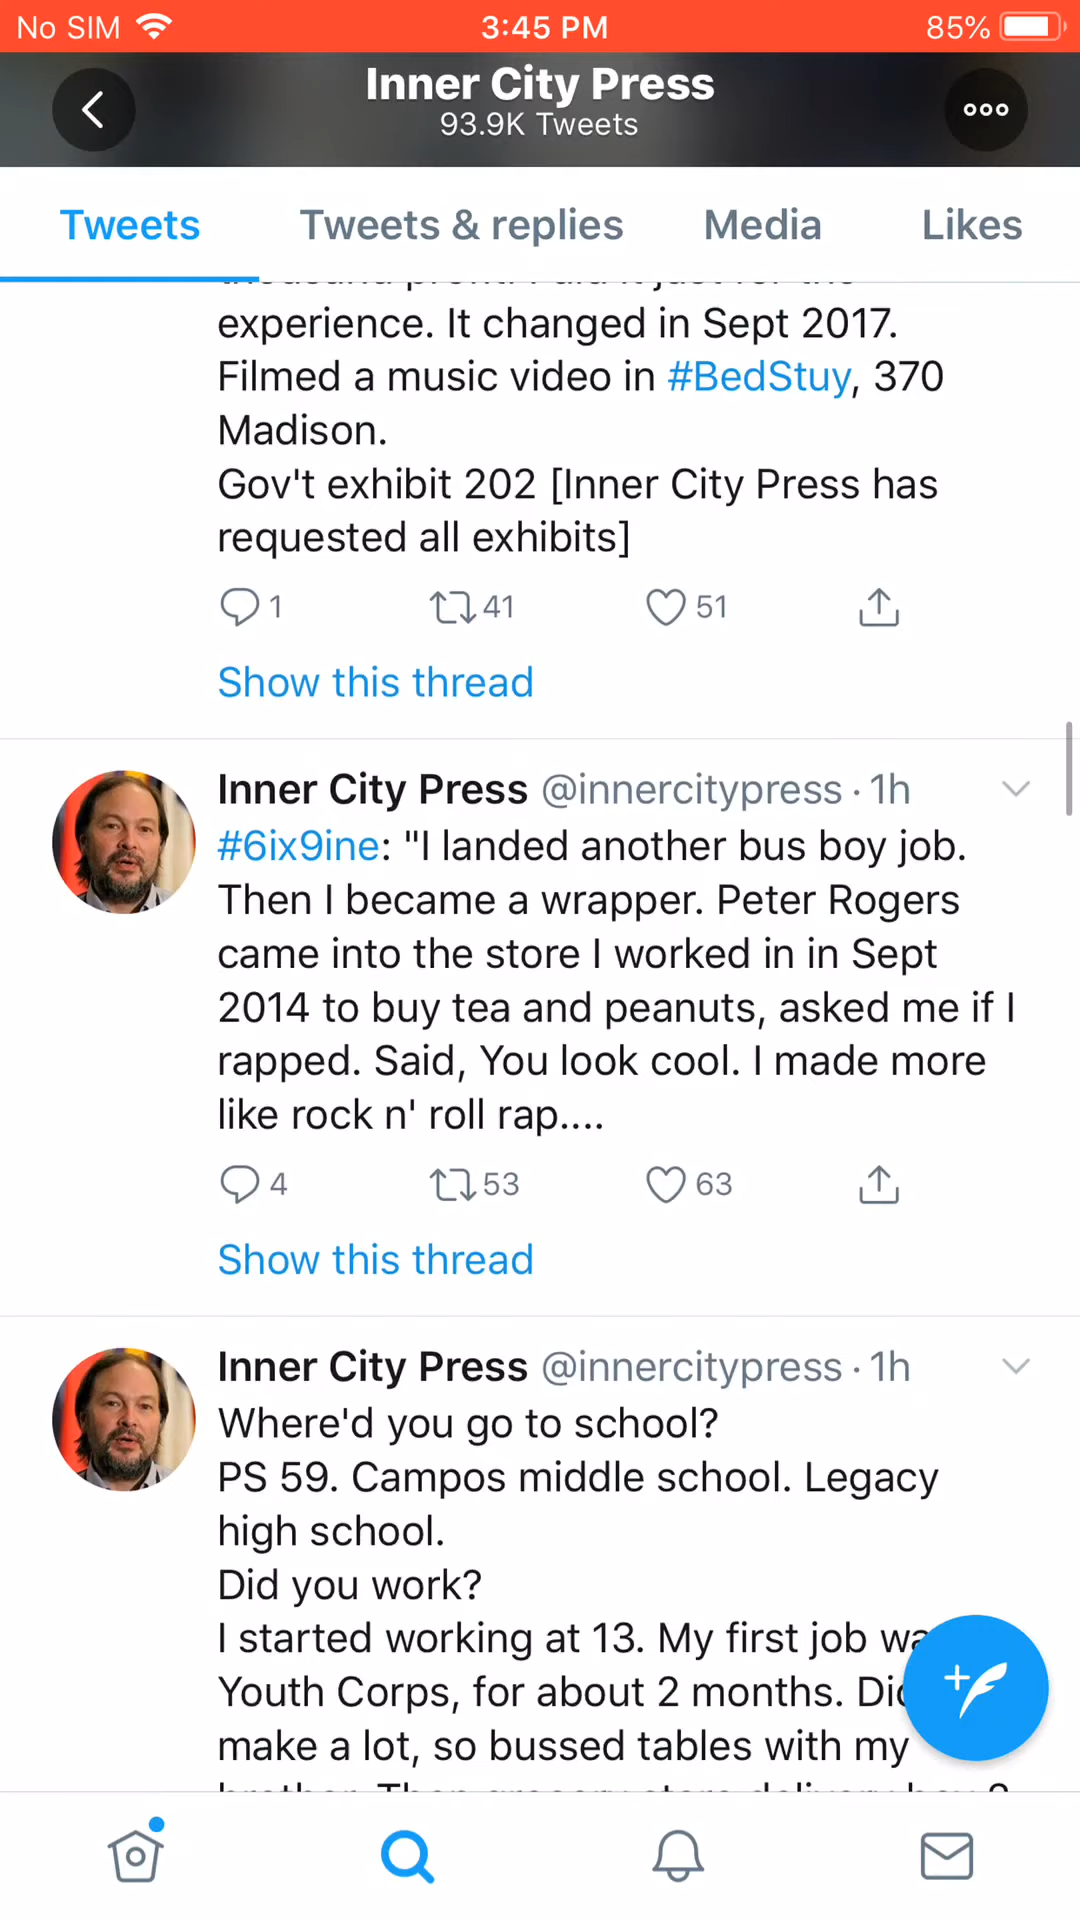 No SIM 3:45 PM 85%
Inner City Press
93.9K Tweets
Tweets Tweets & replies Media Likes
experience. It changed in Sept 2017.
Filmed a music video in #BedStuy, 370
Madison.
Gov't exhibit 202 [Inner City Press has
requested all exhibits]
1 41 51
Show this thread
Inner City Press @innercitypress · 1h
#6ix9ine: "I landed another bus boy job.
Then I became a wrapper. Peter Rogers
came into the store I worked in in Sept
2014 to buy tea and peanuts, asked me if I
rapped. Said, You look cool. I made more
like rock n' roll rap....
4 53 63
Show this thread
Inner City Press @innercitypress · 1h
Where'd you go to school?
PS 59. Campos middle school. Legacy
high school.
Did you work?
I started working at 13. My first job
Youth Corps, for about 2 months.
make a lot, so bussed tables with my